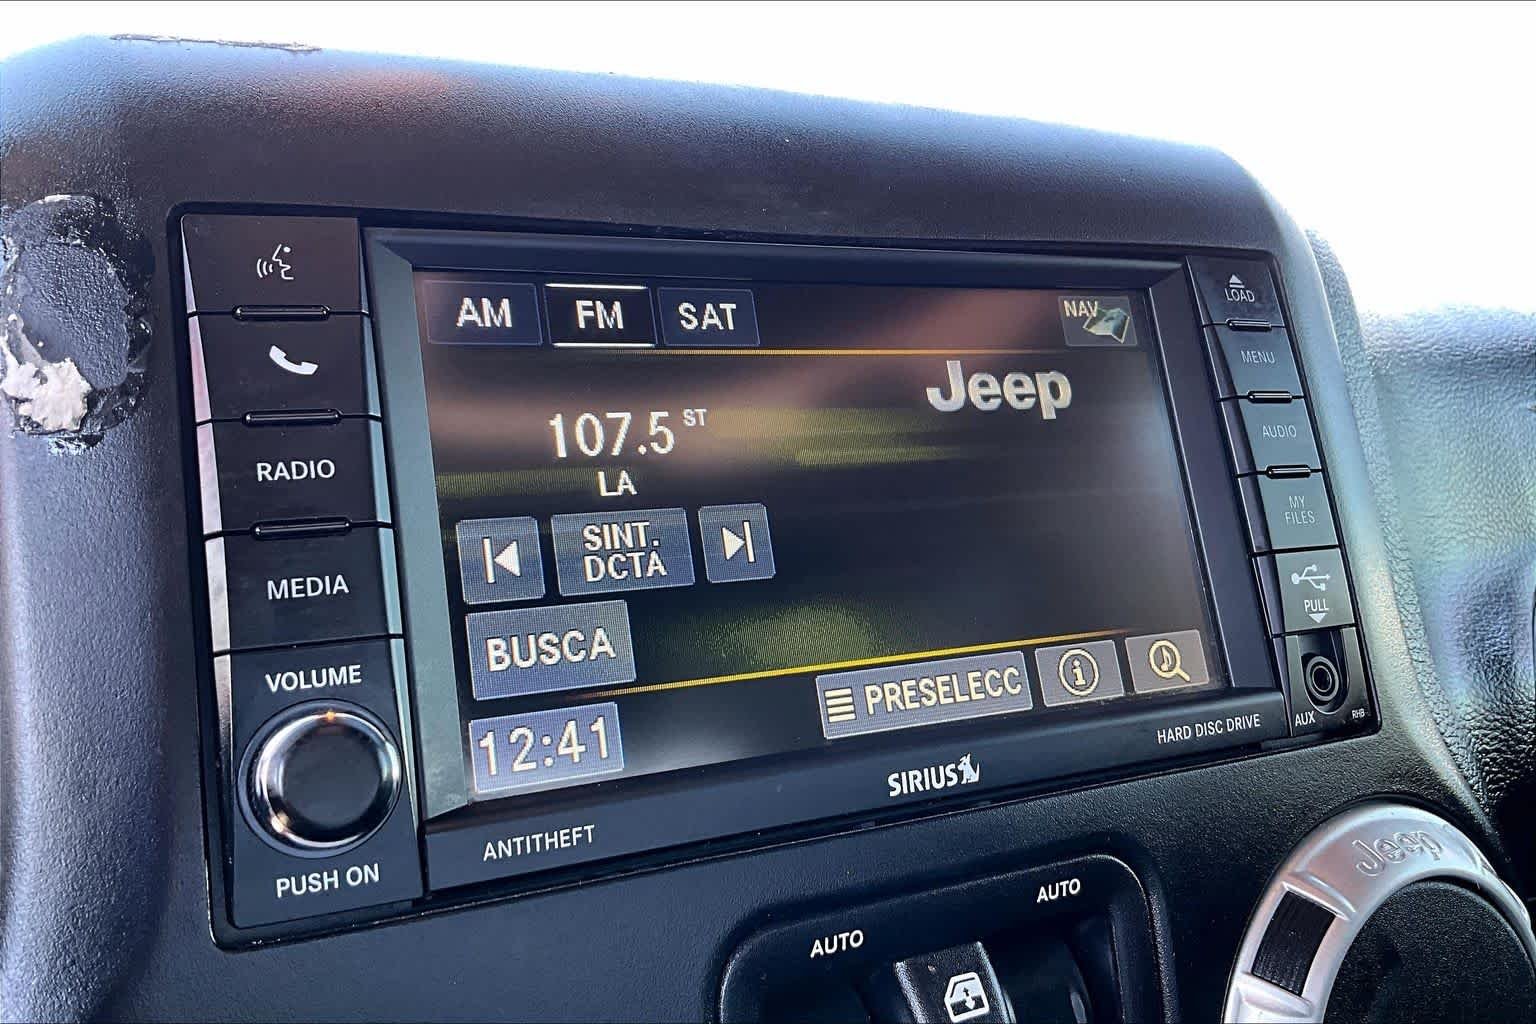 AM FM SAT NAV
Jeep
107.5 ST
LA
SINT.
DCTA
BUSCA
12:41
PRESELECC
RADIO
MEDIA
VOLUME
PUSH ON
ANTITHEFT
SIRIUS
HARD DISC DRIVE
LOAD
MENU
AUDIO
MY
FILES
PULL
AUX
RHB
AUTO
AUTO
Jeep